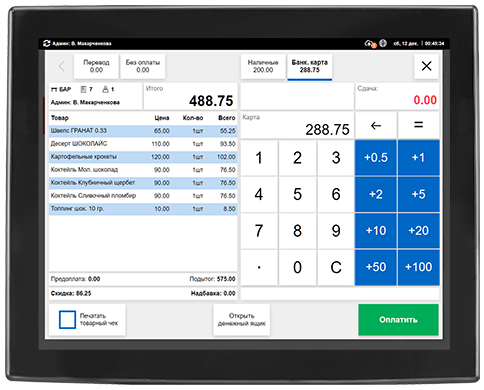 Админ: В. Макарченкова
сб, 12 дек. | 00:46:34
Перевод
0.00
Без оплаты
0.00
Наличные
200.00
Банк. карта
288.75
БАР 7 1
Админ: В. Макарченкова
Итого
488.75
Сдача:
0.00
Товар Цена Кол-во Всего
Швепс ГРАНАТ 0.33 65.00 1шт 55.25
Десерт ШОКОЛАЙС 110.00 1шт 93.50
Картофельные крокеты 120.00 1шт 102.00
Коктейль Мол. шоколад 90.00 1шт 76.50
Коктейль Клубничный щербет 90.00 1шт 76.50
Коктейль Сливочный пломбир 90.00 1шт 76.50
Топпинг шок. 10 гр. 10.00 1шт 8.50
Карта
288.75
← =
1 2 3 +0.5 +1
4 5 6 +2 +5
7 8 9 +10 +20
. 0 C +50 +100
Предоплата: 0.00 Подытог: 575.00
Скидка: 86.25 Надбавка: 0.00
Печатать
товарный чек
Открыть
денежный ящик
Оплатить